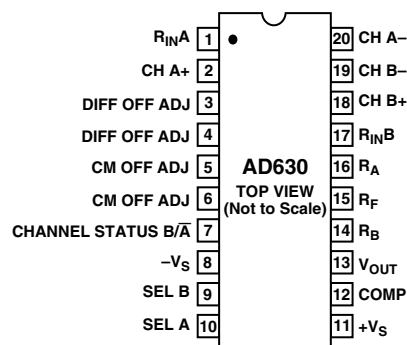 RINA 1
CH A+ 2
DIFF OFF ADJ 3
DIFF OFF ADJ 4
CM OFF ADJ 5
CM OFF ADJ 6
CHANNEL STATUS B/A̅ 7
–VS 8
SEL B 9
SEL A 10
AD630
TOP VIEW
(Not to Scale)
20 CH A–
19 CH B–
18 CH B+
17 RINB
16 RA
15 RF
14 RB
13 VOUT
12 COMP
11 +VS